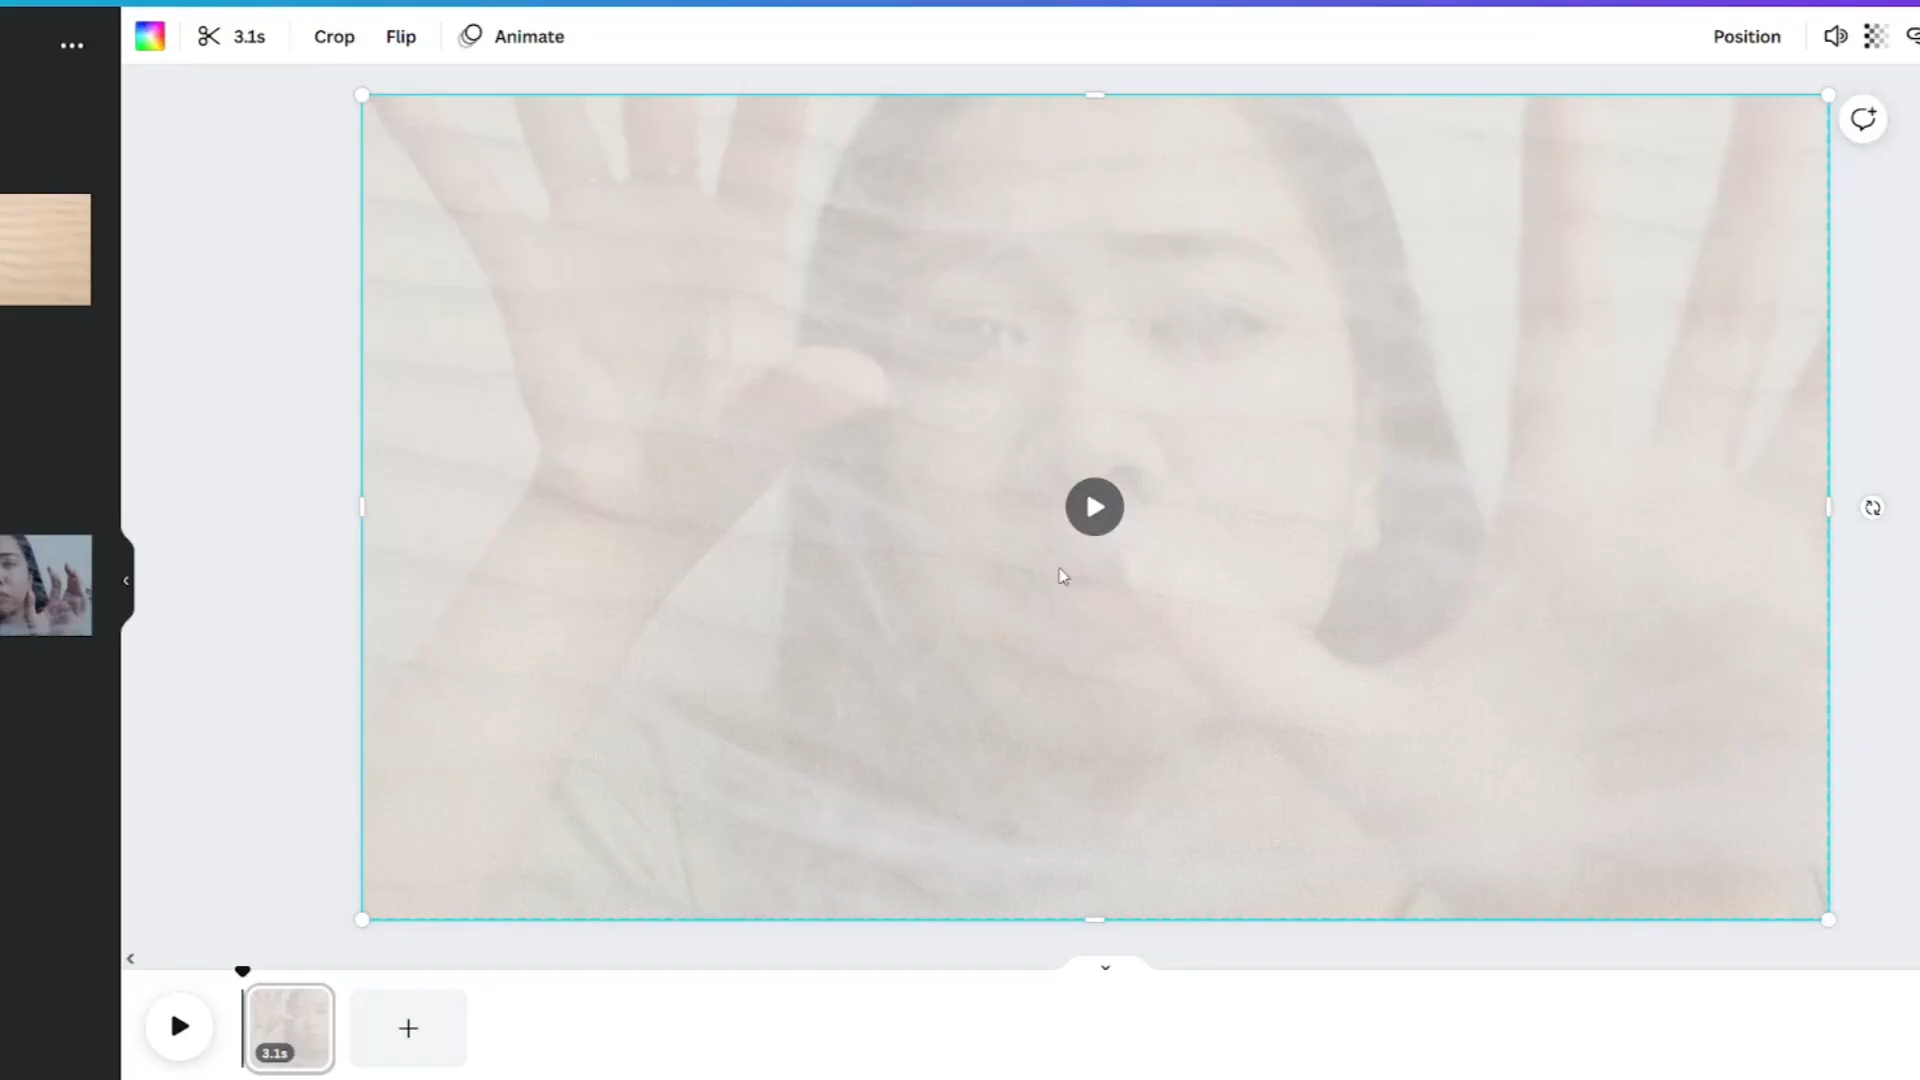 3.1s
Crop
Flip
Animate
Position
3.1s